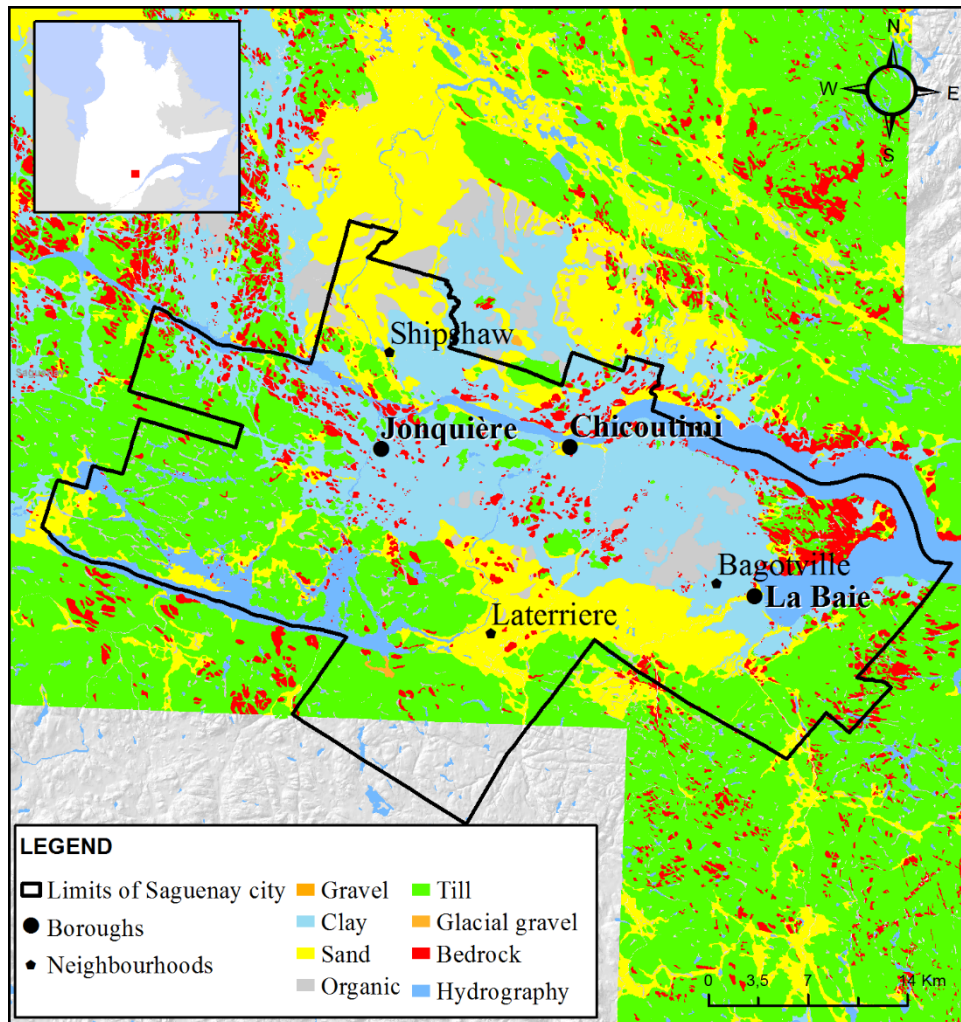 N
W E
S
Shipshaw
Jonquière
Chicoutimi
Bagotville
La Baie
Laterriere
LEGEND
Limits of Saguenay city
Boroughs
Neighbourhoods
Gravel
Clay
Sand
Organic
Till
Glacial gravel
Bedrock
Hydrography
0 3,5 7 14 Km